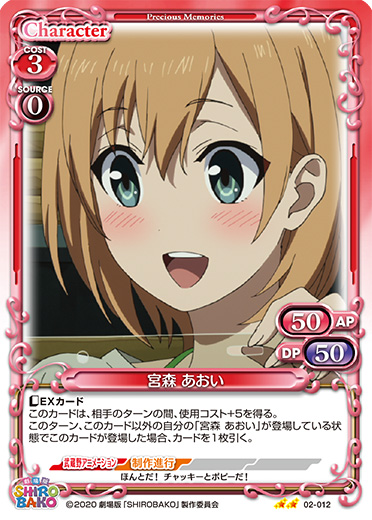 Precious Memories
Character
COST
3
SOURCE
0
50 AP
DP 50
宮森 あおい
EXカード
このカードは、相手のターンの間、使用コスト+5を得る。
このターン、このカード以外の自分の「宮森 あおい」が登場している状
態でこのカードが登場した場合、カードを1枚引く。
武蔵野アニメーション 制作進行
ほんとだ! チャッキーとポピーだ!
劇場版
SHIRO
BAKO
©2020 劇場版「SHIROBAKO」製作委員会 02-012